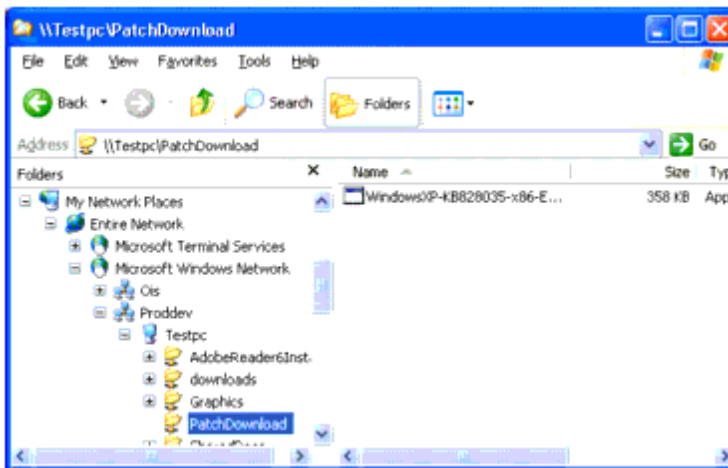 \\Testpc\PatchDownload
File Edit View Favorites Tools Help
Back Search Folders
Address \\Testpc\PatchDownload Go
Folders Name Size Typ
My Network Places
WindowsXP-KB828035-x86-E... 358 KB App
Entire Network
Microsoft Terminal Services
Microsoft Windows Network
Ois
Proddev
Testpc
AdobeReader6Inst
downloads
Graphics
PatchDownload